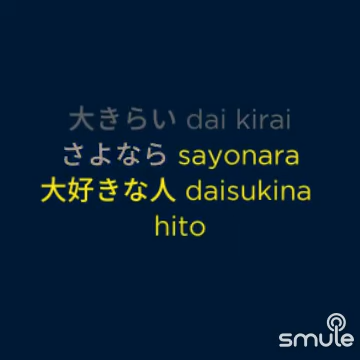 大きらい dai kirai
さよなら sayonara
大好きな人 daisukina
hito
smule